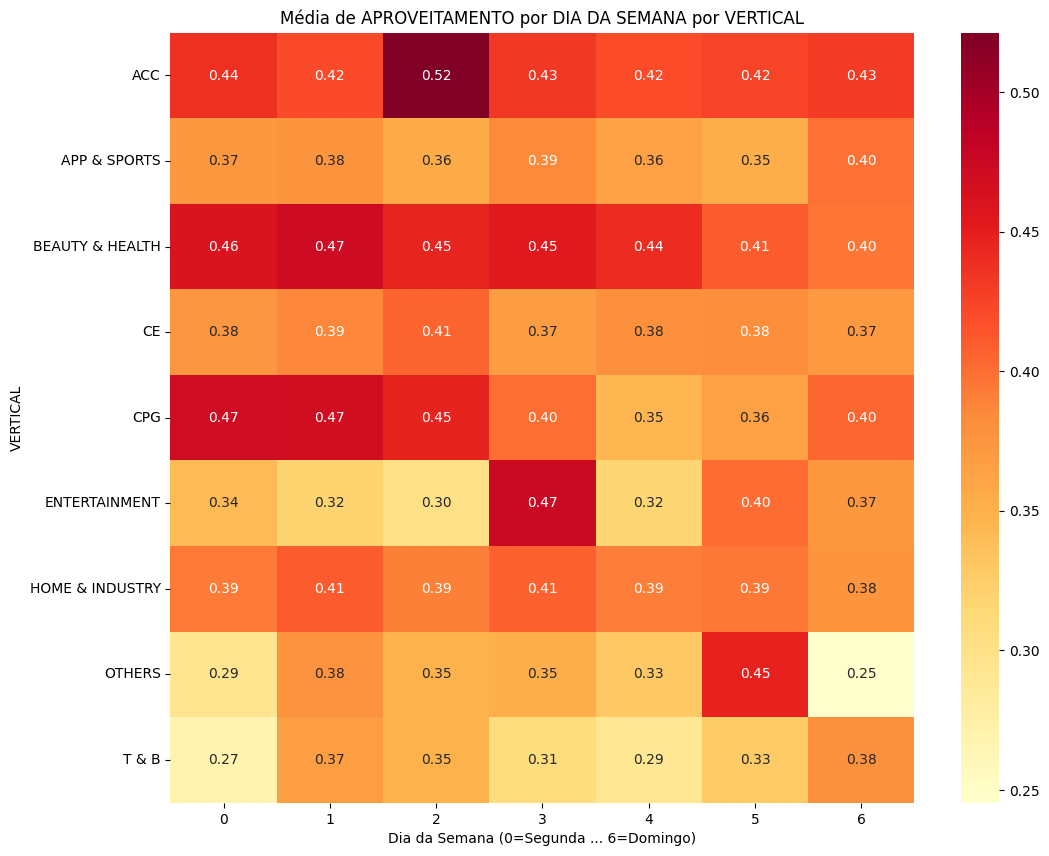 Média de APROVEITAMENTO por DIA DA SEMANA por VERTICAL
ACC 0.44 0.42 0.52 0.43 0.42 0.42 0.43
APP & SPORTS 0.37 0.38 0.36 0.39 0.36 0.35 0.40
BEAUTY & HEALTH 0.46 0.47 0.45 0.45 0.44 0.41 0.40
CE 0.38 0.39 0.41 0.37 0.38 0.38 0.37
CPG 0.47 0.47 0.45 0.40 0.35 0.36 0.40
ENTERTAINMENT 0.34 0.32 0.30 0.47 0.32 0.40 0.37
HOME & INDUSTRY 0.39 0.41 0.39 0.41 0.39 0.39 0.38
OTHERS 0.29 0.38 0.35 0.35 0.33 0.45 0.25
T & B 0.27 0.37 0.35 0.31 0.29 0.33 0.38
0 1 2 3 4 5 6
Dia da Semana (0=Segunda ... 6=Domingo)
VERTICAL
0.50
0.45
0.40
0.35
0.30
0.25